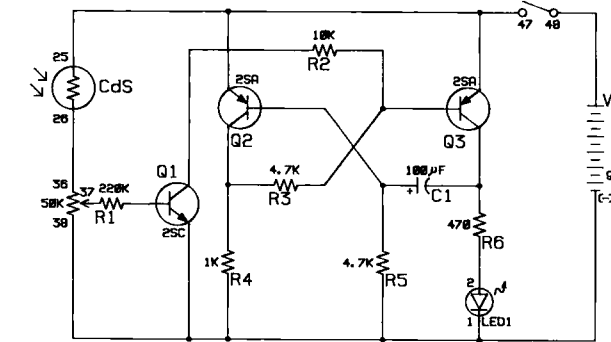 47 48
10K
R2
25
CdS
26
2SA
Q2
2SA
Q3
V
Q1
4.7K
R3
100µF
+ C1
36
37
220K
50K
R1
38
2SC
470
R6
1K
R4
4.7K
R5
2
1 LED1